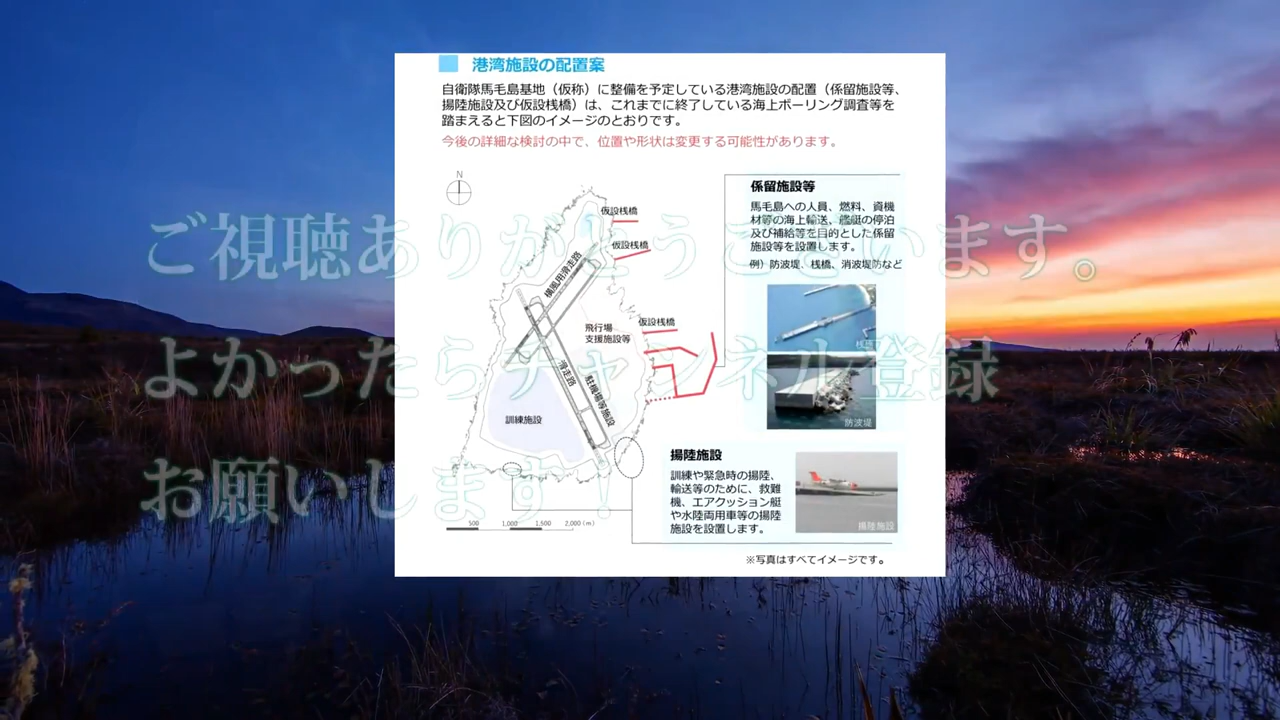 港湾施設の配置案
自衛隊馬毛島基地（仮称）に整備を予定している港湾施設の配置（係留施設等、
揚陸施設及び仮設桟橋）は、これまでに終了している海上ボーリング調査等を
踏まえると下図のイメージのとおりです。
今後の詳細な検討の中で、位置や形状は変更する可能性があります。
N
仮設桟橋
仮設桟橋
横風用滑走路
飛行場
支援施設等
仮設桟橋
滑走路
駐機場等施設
訓練施設
500 1,000 1,500 2,000 (m)
係留施設等
馬毛島への人員、燃料、資機
材等の海上輸送、艦艇の停泊
及び補給等を目的とした係留
施設等を設置します。
例）防波堤、桟橋、消波堤防など
桟橋
防波堤
揚陸施設
訓練や緊急時の揚陸、
輸送等のために、救難
機、エアクッション艇
や水陸両用車等の揚陸
施設を設置します。
揚陸施設
※写真はすべてイメージです。
ご視聴ありがとうございます。
よかったらチャンネル登録
お願いします！